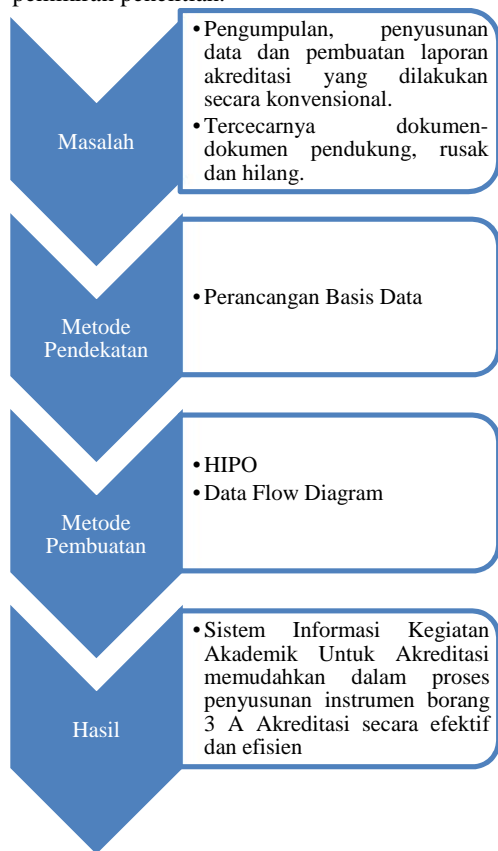 pemikiran penelitian.
Masalah
•Pengumpulan, penyusunan
data dan pembuatan laporan
akreditasi yang dilakukan
secara konvensional.
•Tercecarnya dokumen-
dokumen pendukung, rusak
dan hilang.
Metode
Pendekatan
•Perancangan Basis Data
Metode
Pembuatan
•HIPO
•Data Flow Diagram
Hasil
•Sistem Informasi Kegiatan
Akademik Untuk Akreditasi
memudahkan dalam proses
penyusunan instrumen borang
3 A Akreditasi secara efektif
dan efisien